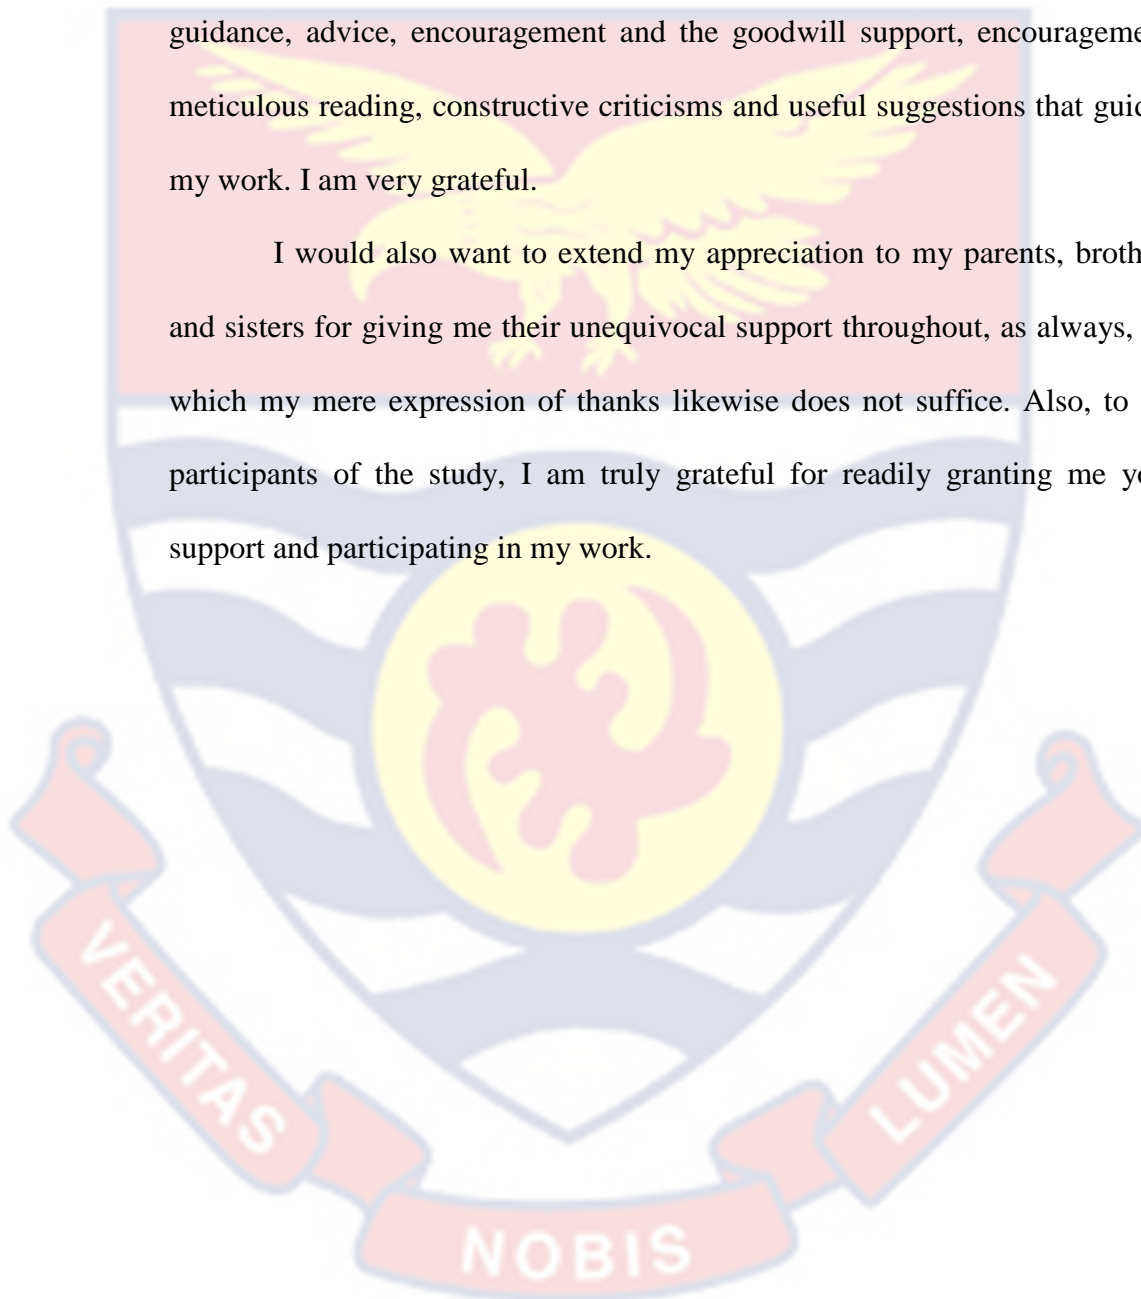 guidance, advice, encouragement and the goodwill support, encourageme
meticulous reading, constructive criticisms and useful suggestions that guid
my work. I am very grateful.
I would also want to extend my appreciation to my parents, broth
and sisters for giving me their unequivocal support throughout, as always,
which my mere expression of thanks likewise does not suffice. Also, to
participants of the study, I am truly grateful for readily granting me yo
support and participating in my work.
VERITAS
NOBIS
LUMEN